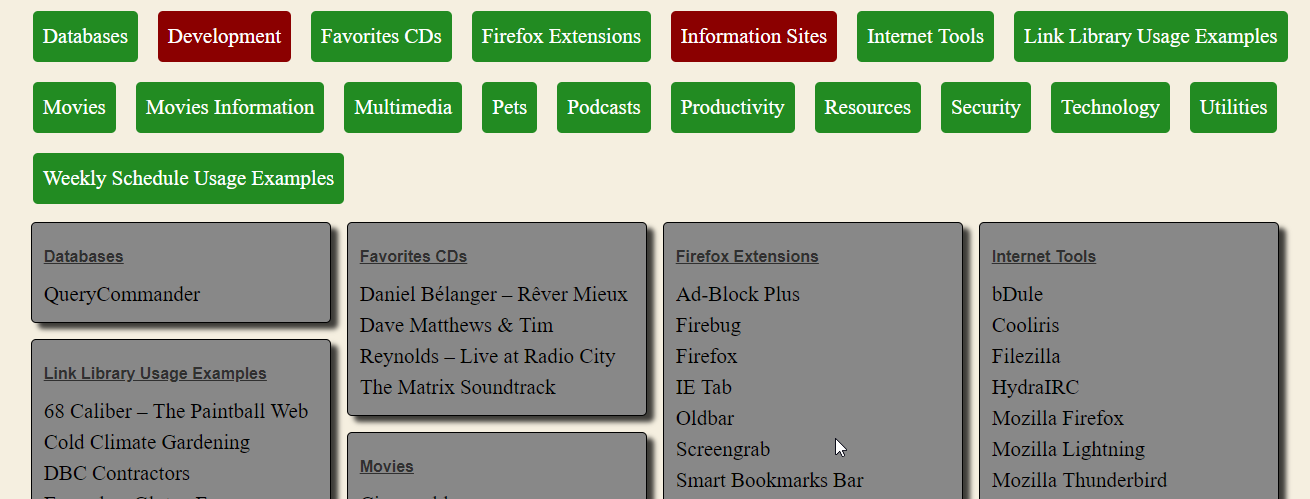 Databases Development Favorites CDs Firefox Extensions Information Sites Internet Tools Link Library Usage Examples
Movies Movies Information Multimedia Pets Podcasts Productivity Resources Security Technology Utilities
Weekly Schedule Usage Examples
Databases
QueryCommander
Link Library Usage Examples
68 Caliber – The Paintball Web
Cold Climate Gardening
DBC Contractors
Favorites CDs
Daniel Bélanger – Rêver Mieux
Dave Matthews & Tim
Reynolds – Live at Radio City
The Matrix Soundtrack
Movies
Firefox Extensions
Ad-Block Plus
Firebug
Firefox
IE Tab
Oldbar
Screengrab
Smart Bookmarks Bar
Internet Tools
bDule
Cooliris
Filezilla
HydraIRC
Mozilla Firefox
Mozilla Lightning
Mozilla Thunderbird